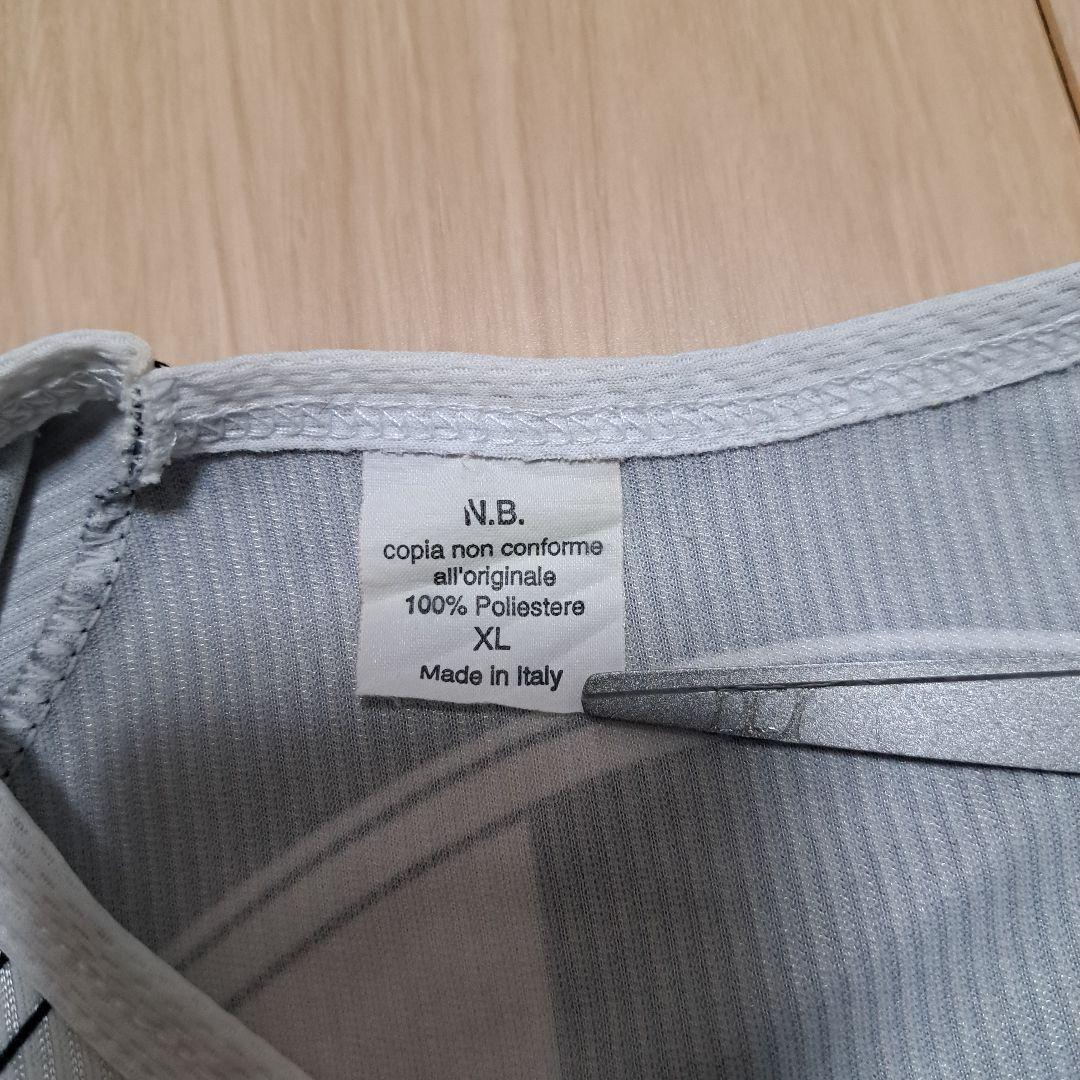 N.B.
copia non conforme
all'originale
100% Poliestere
XL
Made in Italy